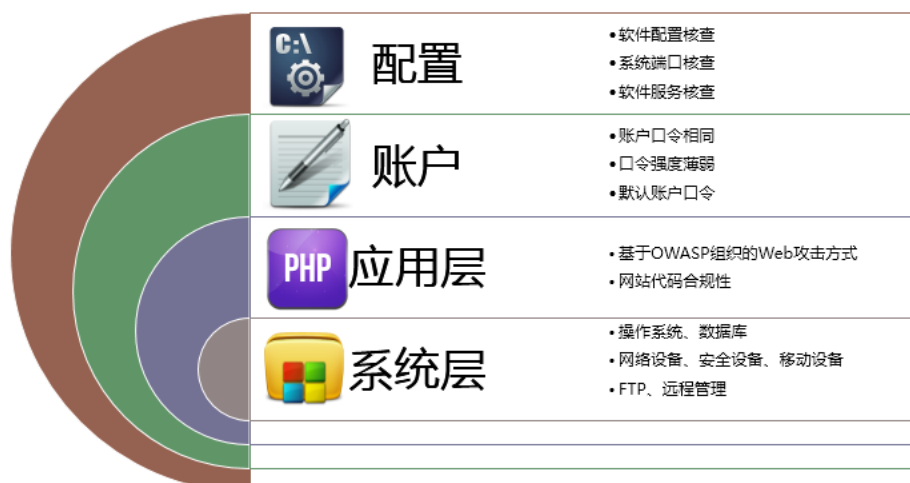 C:\
配置
•软件配置核查
•系统端口核查
•软件服务核查
账户
•账户口令相同
•口令强度薄弱
•默认账户口令
PHP
应用层
•基于OWASP组织的Web攻击方式
•网站代码合规性
系统层
•操作系统、数据库
•网络设备、安全设备、移动设备
•FTP、远程管理